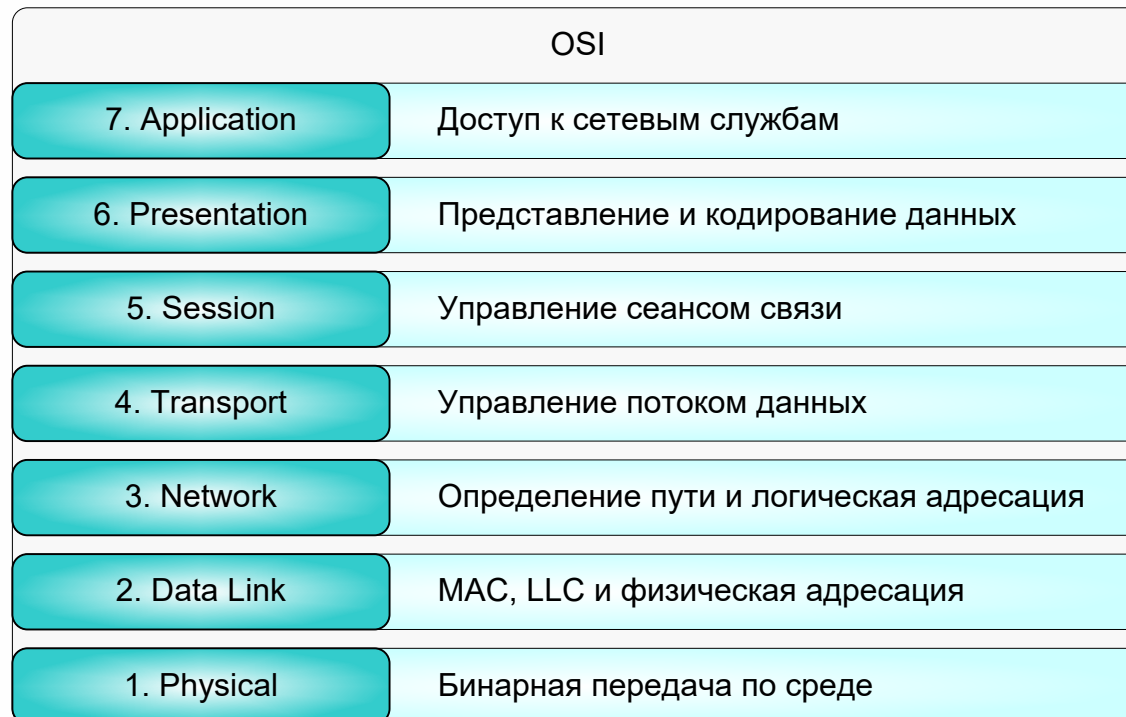 OSI
7. Application Доступ к сетевым службам
6. Presentation Представление и кодирование данных
5. Session Управление сеансом связи
4. Transport Управление потоком данных
3. Network Определение пути и логическая адресация
2. Data Link MAC, LLC и физическая адресация
1. Physical Бинарная передача по среде